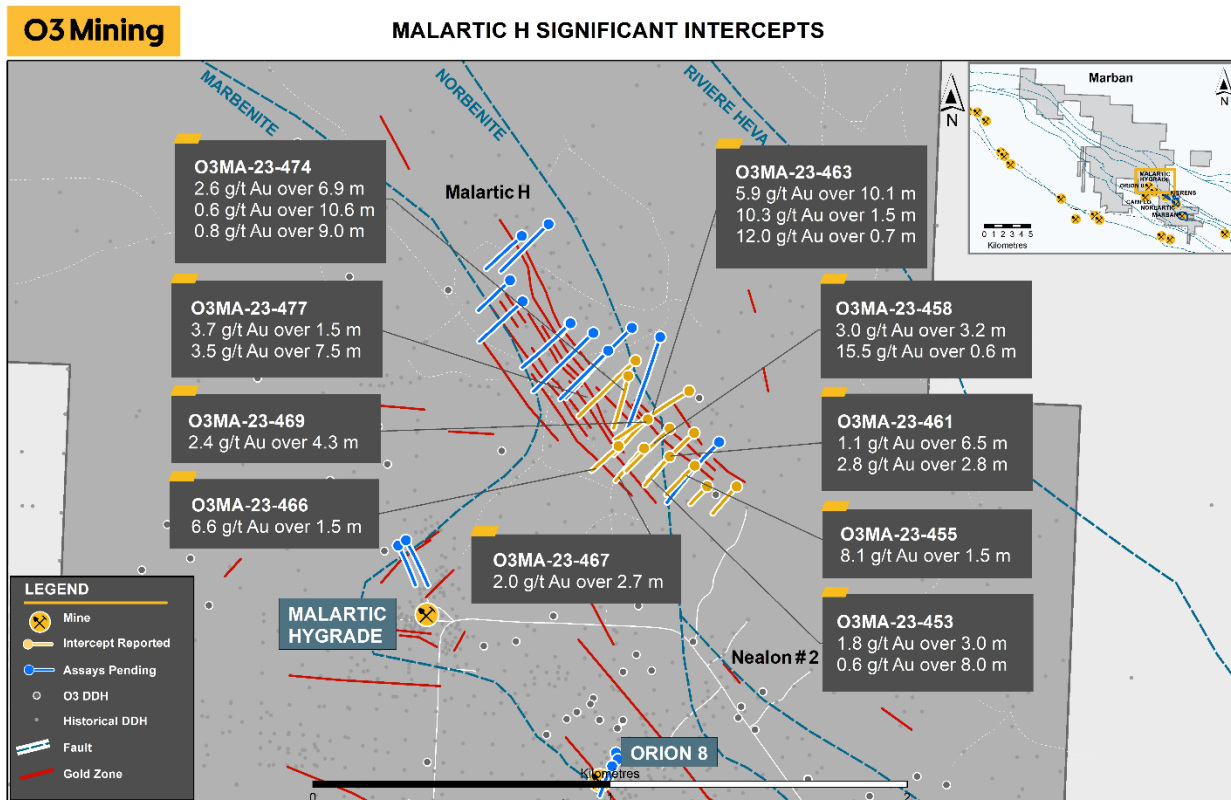 O3 Mining
MALARTIC H SIGNIFICANT INTERCEPTS
MARBENITE
NORBENITE
RIVIERE HEVA
N
Marban
N
MALARTIC
HYGRADE
ORION 8
KIERENS
CAMFLO
NORLARTIC
MARBAN
0 1 2 3 4 5
Kilometres
O3MA-23-474
2.6 g/t Au over 6.9 m
0.6 g/t Au over 10.6 m
0.8 g/t Au over 9.0 m
Malartic H
O3MA-23-463
5.9 g/t Au over 10.1 m
10.3 g/t Au over 1.5 m
12.0 g/t Au over 0.7 m
O3MA-23-477
3.7 g/t Au over 1.5 m
3.5 g/t Au over 7.5 m
O3MA-23-458
3.0 g/t Au over 3.2 m
15.5 g/t Au over 0.6 m
O3MA-23-469
2.4 g/t Au over 4.3 m
O3MA-23-461
1.1 g/t Au over 6.5 m
2.8 g/t Au over 2.8 m
O3MA-23-466
6.6 g/t Au over 1.5 m
O3MA-23-467
2.0 g/t Au over 2.7 m
O3MA-23-455
8.1 g/t Au over 1.5 m
O3MA-23-453
1.8 g/t Au over 3.0 m
0.6 g/t Au over 8.0 m
MALARTIC
HYGRADE
Nealon # 2
ORION 8
LEGEND
Mine
Intercept Reported
Assays Pending
O3 DDH
Historical DDH
Fault
Gold Zone
Kilometres
0 1 2